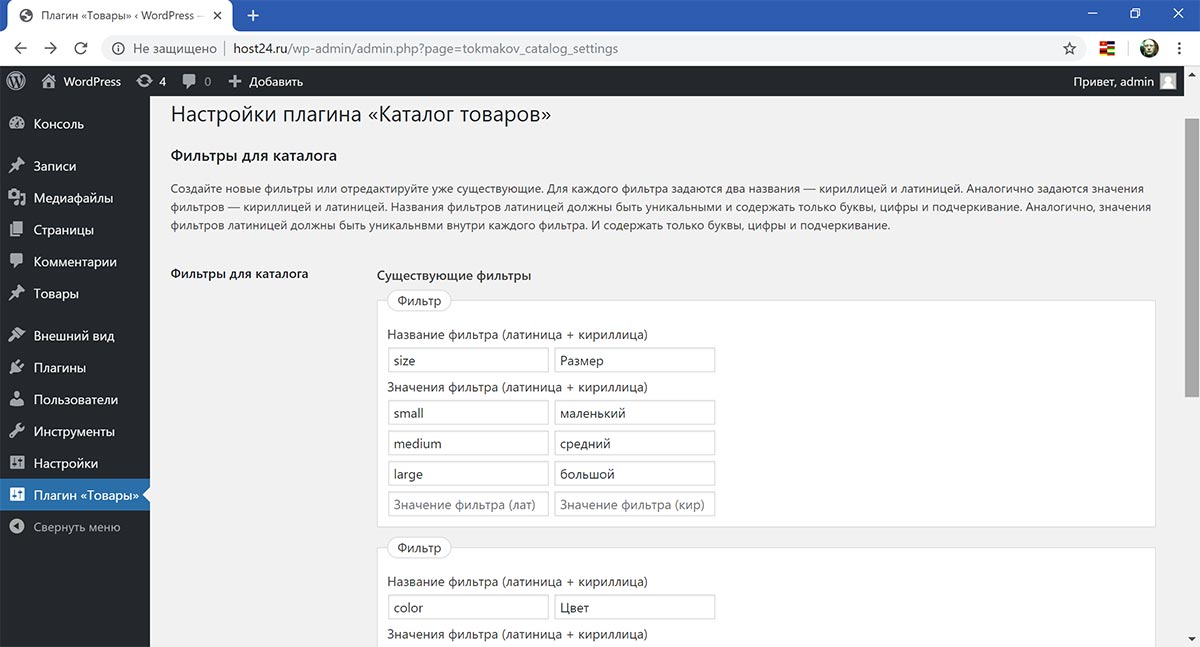 Плагин «Товары» ‹ WordPress –
Не защищено host24.ru/wp-admin/admin.php?page=tokmakov_catalog_settings
WordPress 4 0 Добавить Привет, admin
Консоль
Записи
Медиафайлы
Страницы
Комментарии
Товары
Внешний вид
Плагины
Пользователи
Инструменты
Настройки
Плагин «Товары»
Свернуть меню
Настройки плагина «Каталог товаров»
Фильтры для каталога
Создайте новые фильтры или отредактируйте уже существующие. Для каждого фильтра задаются два названия — кириллицей и латиницей. Аналогично задаются значения
фильтров — кириллицей и латиницей. Названия фильтров латиницей должны быть уникальными и содержать только буквы, цифры и подчеркивание. Аналогично, значения
фильтров латиницей должны быть уникальнвми внутри каждого фильтра. И содержать только буквы, цифры и подчеркивание.
Фильтры для каталога
Существующие фильтры
Фильтр
Название фильтра (латиница + кириллица)
size Размер
Значения фильтра (латиница + кириллица)
small маленький
medium средний
large большой
Значение фильтра (лат) Значение фильтра (кир)
Фильтр
Название фильтра (латиница + кириллица)
color Цвет
Значения фильтра (латиница + кириллица)